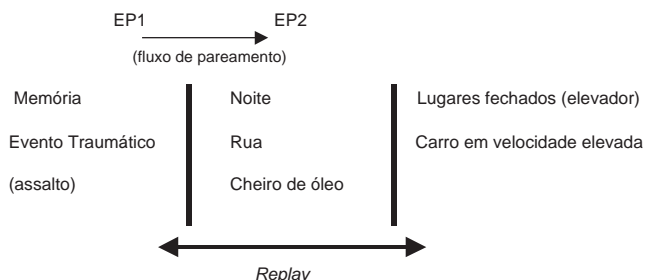 EP1 EP2
(fluxo de pareamento)
Memória Noite Lugares fechados (elevador)
Evento Traumático Rua Carro em velocidade elevada
(assalto) Cheiro de óleo
Replay